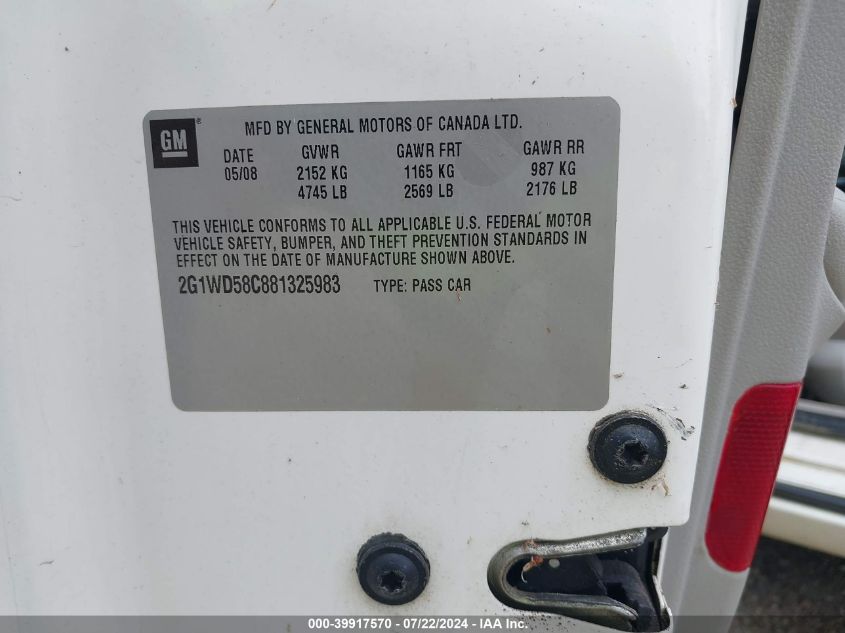 GM ®
MFD BY GENERAL MOTORS OF CANADA LTD.
DATE GVWR GAWR FRT GAWR RR
05/08 2152 KG 1165 KG 987 KG
4745 LB 2569 LB 2176 LB
THIS VEHICLE CONFORMS TO ALL APPLICABLE U.S. FEDERAL MOTOR
VEHICLE SAFETY, BUMPER, AND THEFT PREVENTION STANDARDS IN
EFFECT ON THE DATE OF MANUFACTURE SHOWN ABOVE.
2G1WD58C881325983 TYPE: PASS CAR
000-39917570 - 07/22/2024 - IAA Inc.